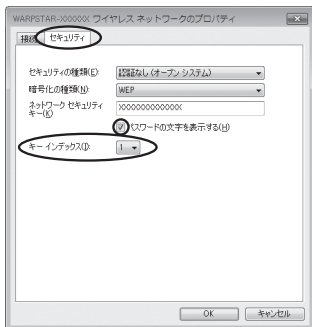 WARPSTAR-XXXXXX ワイヤレス ネットワークのプロパティ
接続 セキュリティ
セキュリティの種類(E): 認証なし (オープン システム)
暗号化の種類(N): WEP
ネットワーク セキュリティ
キー(K)
XXXXXXXXXXXXX
パスワードの文字を表示する(H)
キー インデックス(I): 1
OK キャンセル